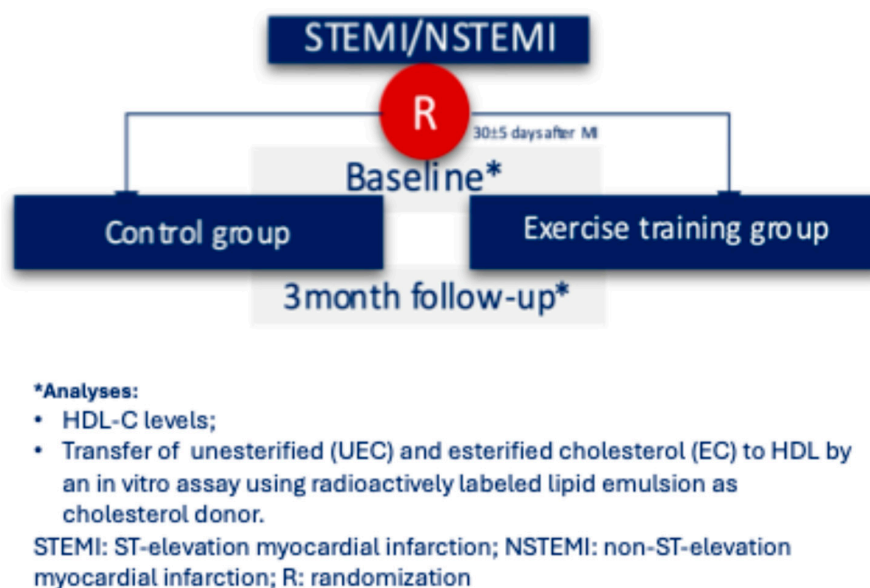 STEMI/NSTEMI
R
30±5 days after MI
Baseline*
Control group
Exercise training group
3month follow-up*
*Analyses:
• HDL-C levels;
• Transfer of unesterified (UEC) and esterified cholesterol (EC) to HDL by
an in vitro assay using radioactively labeled lipid emulsion as
cholesterol donor.
STEMI: ST-elevation myocardial infarction; NSTEMI: non-ST-elevation
myocardial infarction; R: randomization